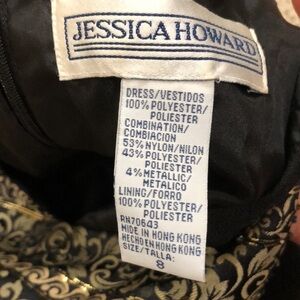 JESSICA HOWARD
DRESS/VESTIDOS
100% POLYESTER/
POLIESTER
COMBINATION/
COMBIACION
53% NYLON/NILON
43% POLYESTER/
POLIESTER
4% METALLIC/
METALICO
LINING/FORRO
100% POLYESTER/
POLIESTER
RN70643
MADE IN HONG KONG
HECHO EN HONG KONG
SIZE/TALLA:
8